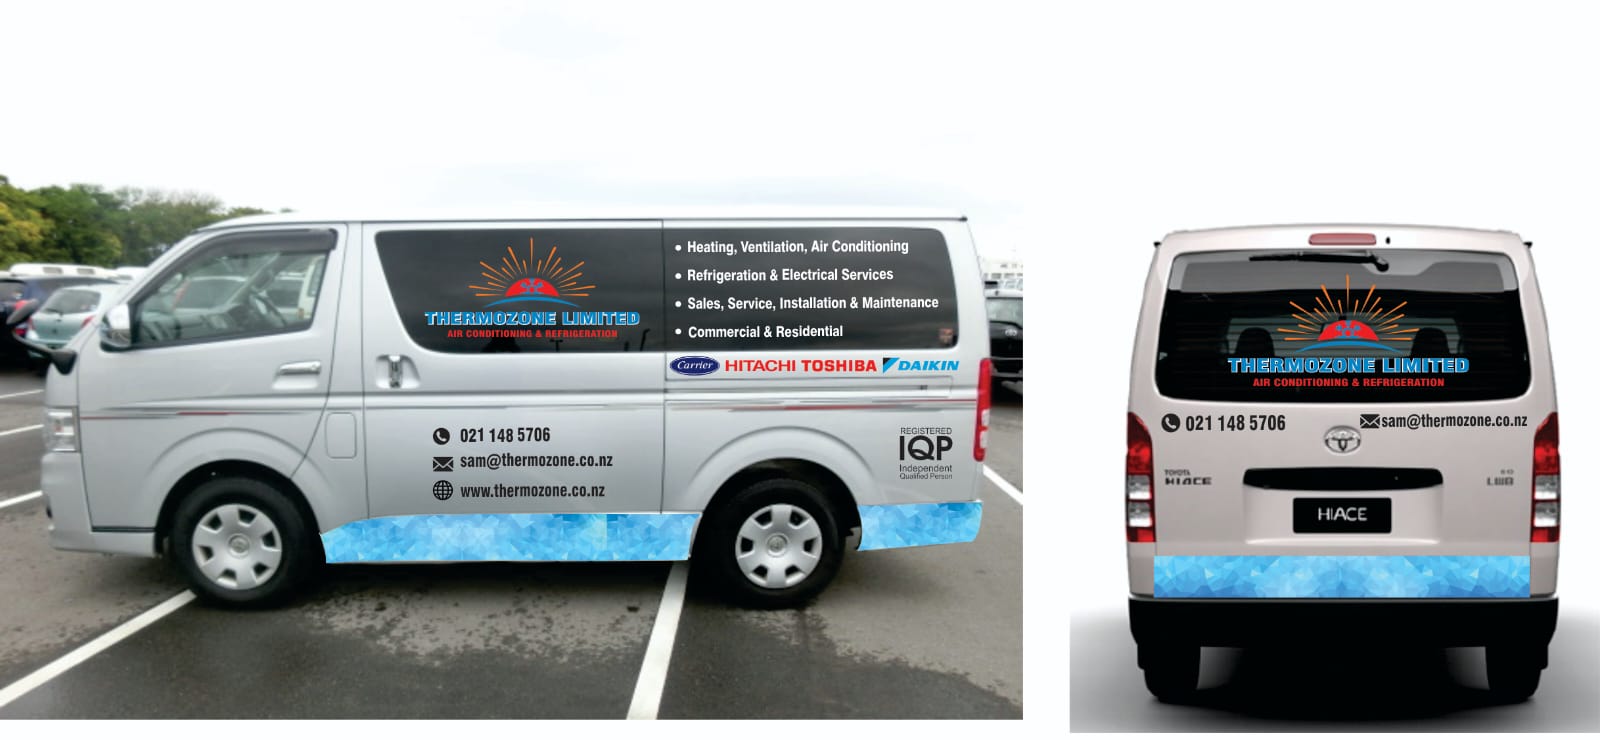 THERMOZONE LIMITED
AIR CONDITIONING & REFRIGERATION
• Heating, Ventilation, Air Conditioning
• Refrigeration & Electrical Services
• Sales, Service, Installation & Maintenance
• Commercial & Residential
Carrier HITACHI TOSHIBA DAIKIN
021 148 5706
sam@thermozone.co.nz
www.thermozone.co.nz
REGISTERED
IQP
Independent
Qualified Person
THERMOZONE LIMITED
AIR CONDITIONING & REFRIGERATION
021 148 5706
sam@thermozone.co.nz
TOYOTA
HIACE
LWB
HIACE